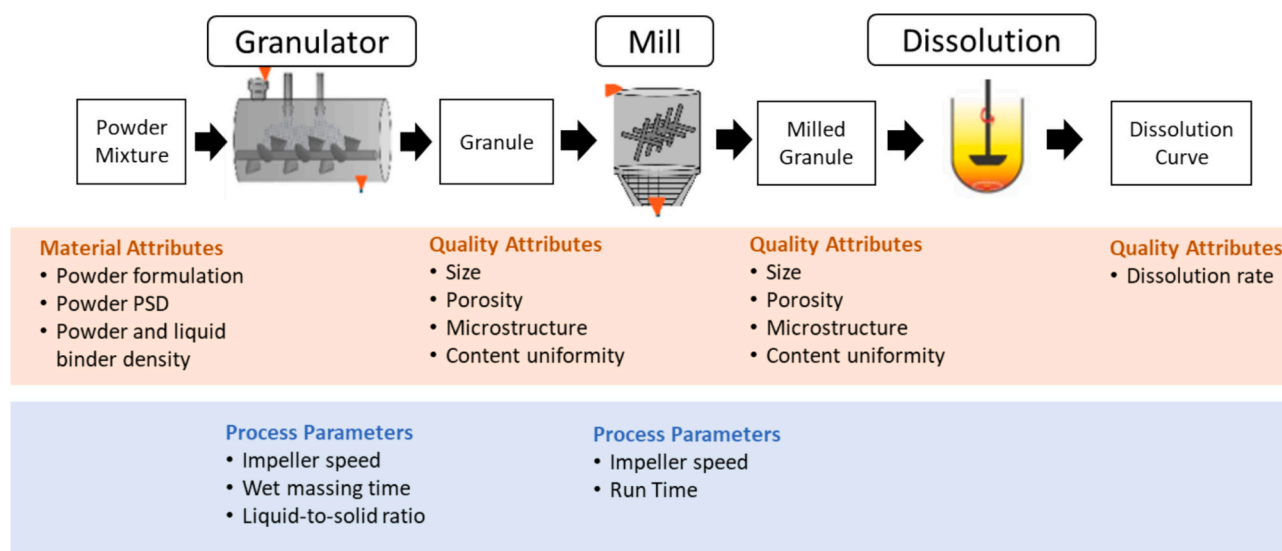 Granulator
Mill
Dissolution
Powder
Mixture
Granule
Milled
Granule
Dissolution
Curve
Material Attributes
• Powder formulation
• Powder PSD
• Powder and liquid
binder density
Quality Attributes
• Size
• Porosity
• Microstructure
• Content uniformity
Quality Attributes
• Size
• Porosity
• Microstructure
• Content uniformity
Quality Attributes
• Dissolution rate
Process Parameters
• Impeller speed
• Wet massing time
• Liquid-to-solid ratio
Process Parameters
• Impeller speed
• Run Time